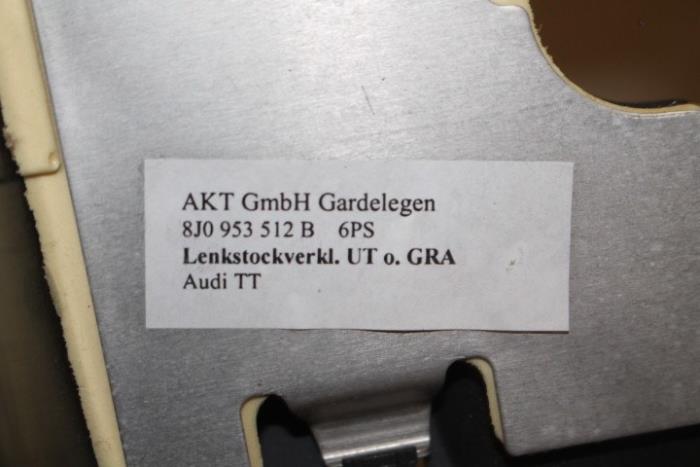 AKT GmbH Gardelegen
8J0 953 512 B 6PS
Lenkstockverkl. UT o. GRA
Audi TT